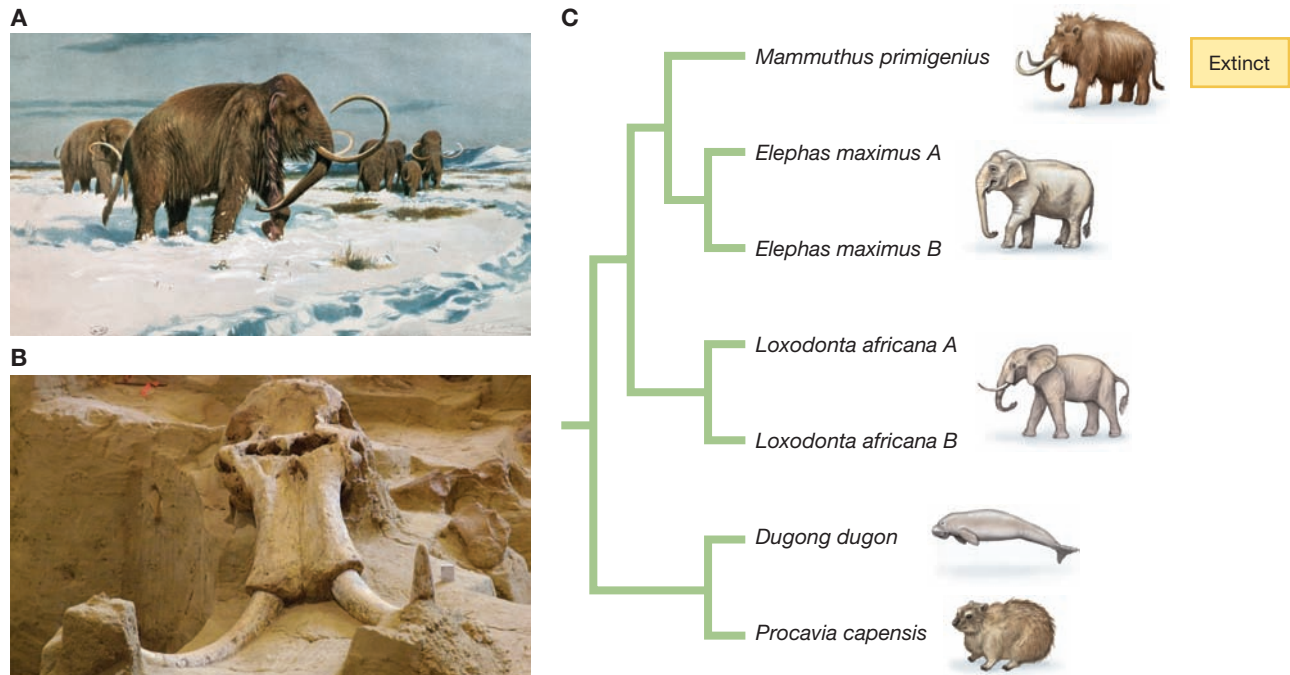 A
B
C
Mammuthus primigenius
Extinct
Elephas maximus A
Elephas maximus B
Loxodonta africana A
Loxodonta africana B
Dugong dugon
Procavia capensis